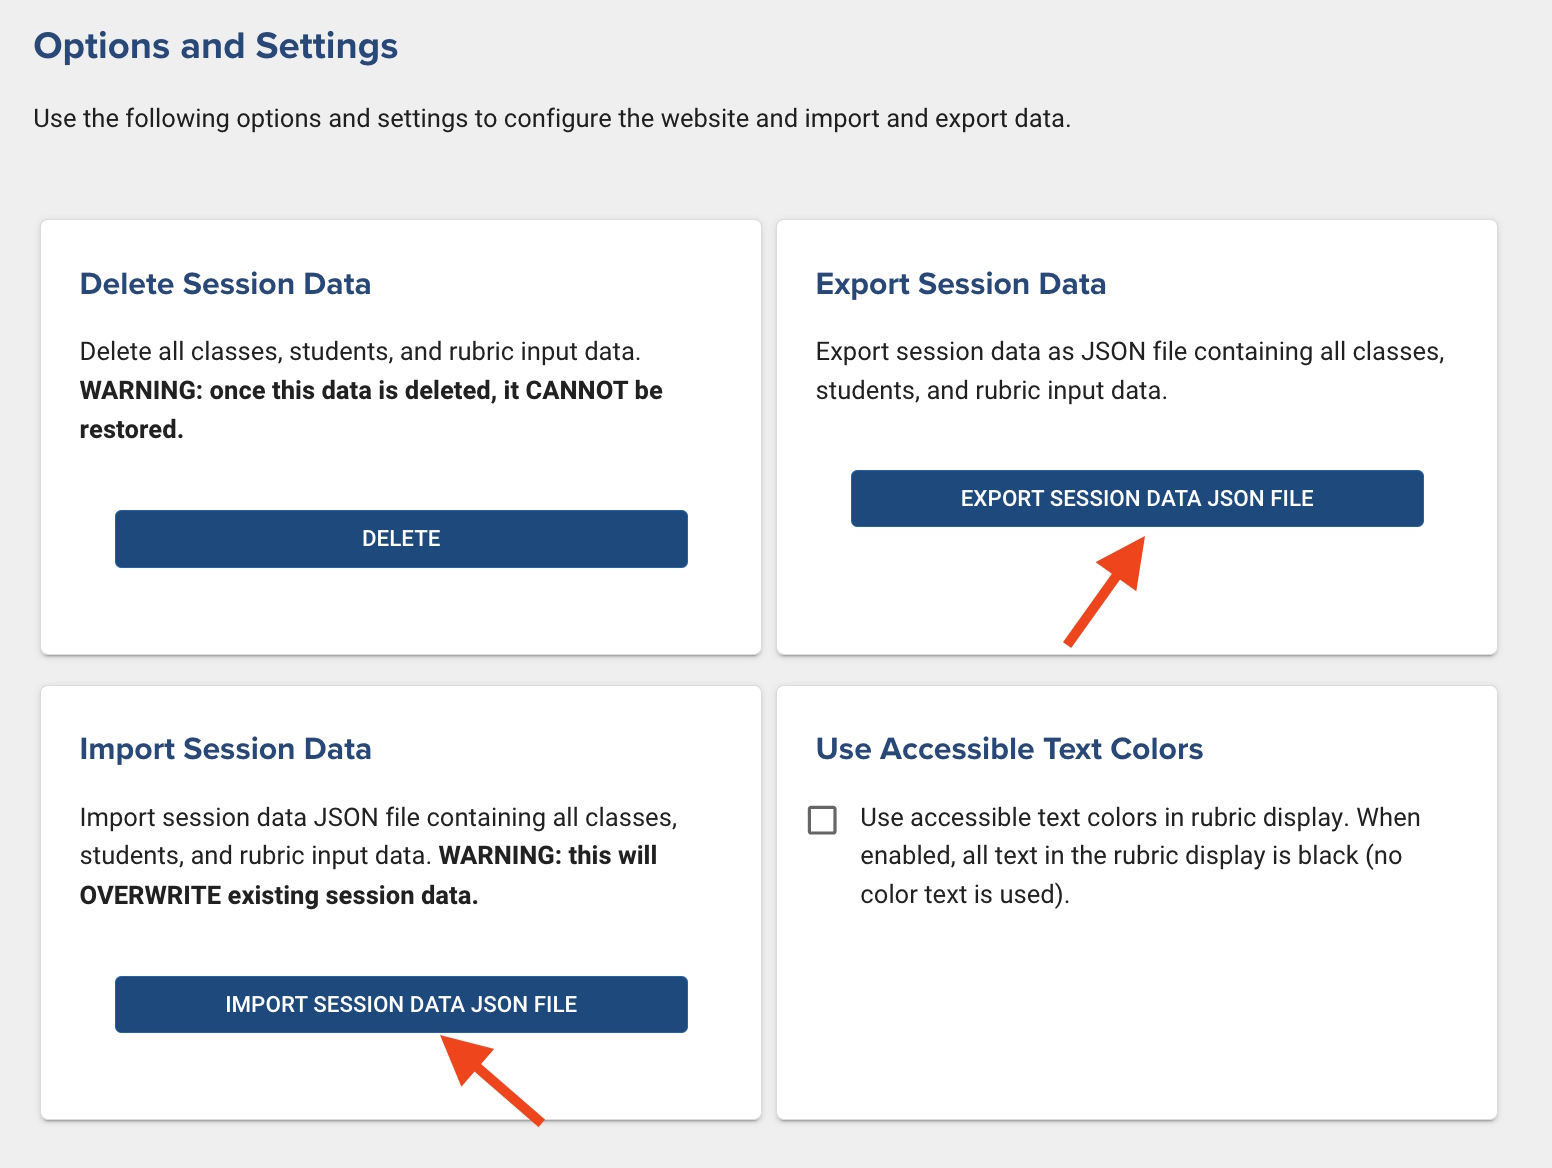 Options and Settings
Use the following options and settings to configure the website and import and export data.
Delete Session Data
Delete all classes, students, and rubric input data.
WARNING: once this data is deleted, it CANNOT be
restored.
DELETE
Export Session Data
Export session data as JSON file containing all classes,
students, and rubric input data.
EXPORT SESSION DATA JSON FILE
Import Session Data
Import session data JSON file containing all classes,
students, and rubric input data. WARNING: this will
OVERWRITE existing session data.
IMPORT SESSION DATA JSON FILE
Use Accessible Text Colors
Use accessible text colors in rubric display. When
enabled, all text in the rubric display is black (no
color text is used).